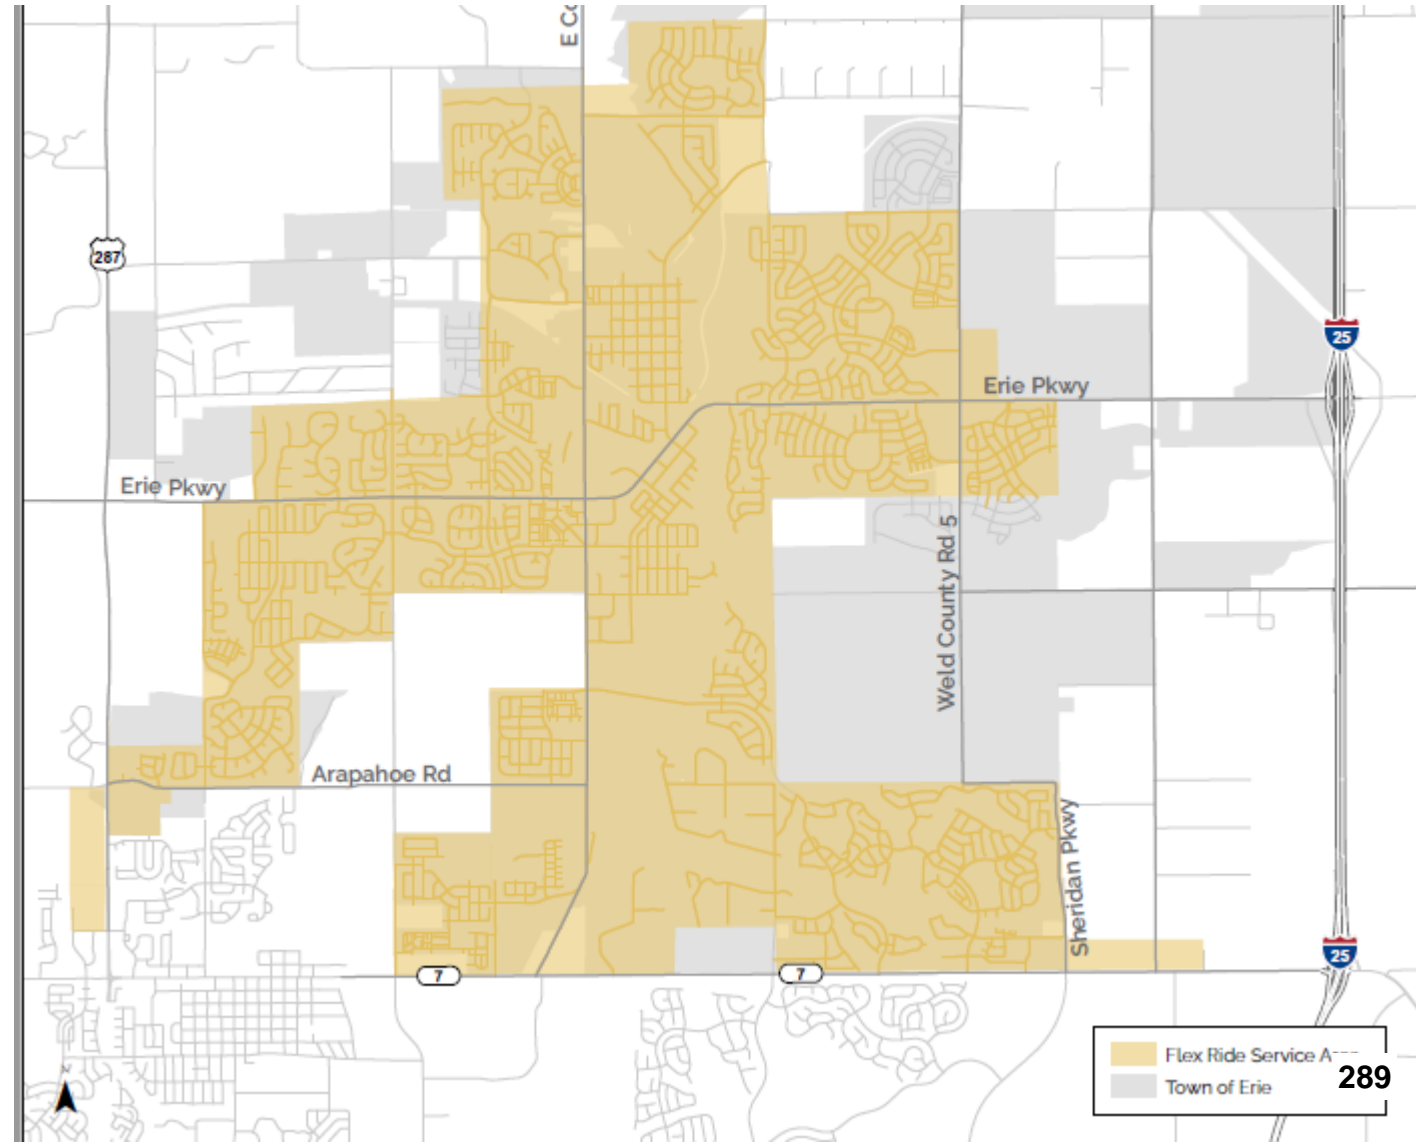 E Co
287
25
Erie Pkwy
Erie Pkwy
Weld County Rd 5
Arapahoe Rd
Sheridan Pkwy
7
7
25
Flex Ride Service
Town of Erie
289